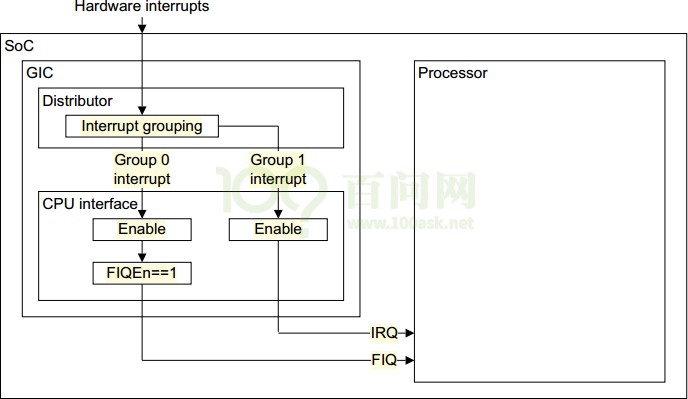 Hardware interrupts
SoC
GIC
Processor
Distributor
Interrupt grouping
Group 0
interrupt
Group 1
interrupt
百问网
www.100ask.net
CPU interface
Enable
Enable
FIQEn==1
IRQ
FIQ